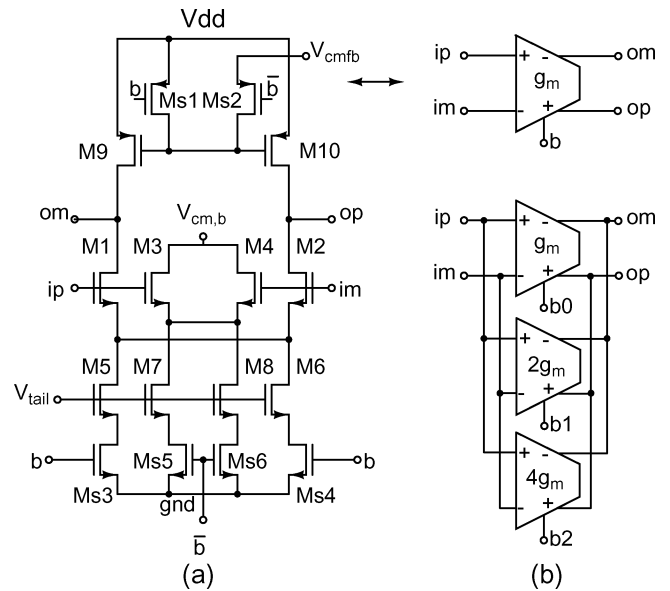 Vdd
Vcmfb
b
Ms1
Ms2
b̅
M9
M10
om
op
Vcm,b
M1
M3
M4
M2
ip
im
M5
M7
M8
M6
Vtail
b
Ms5
Ms6
b
Ms3
gnd
Ms4
b̅
(a)
ip
+
-
om
gm
im
-
+
op
b
ip
+
-
om
gm
im
-
+
op
b0
+
-
2gm
-
+
b1
+
-
4gm
-
+
b2
(b)